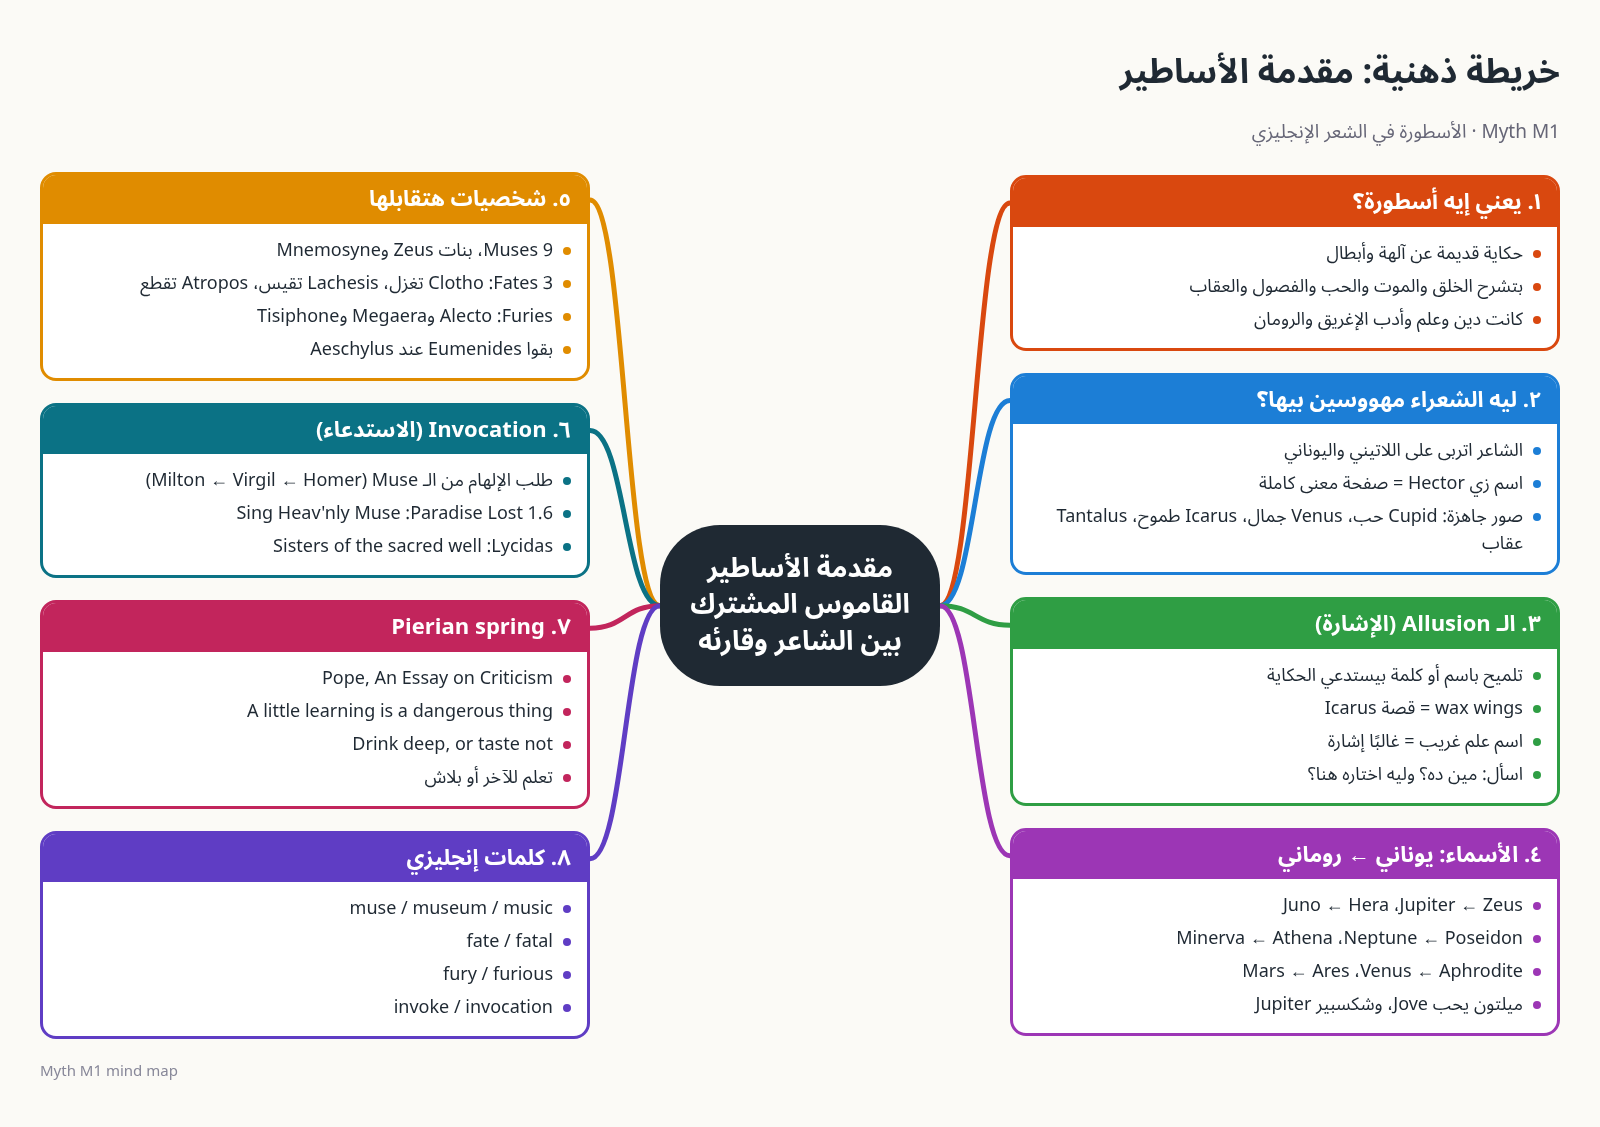 خريطة ذهنية: مقدمة الأساطير
Myth M1 · الأسطورة في الشعر الإنجليزي
١. يعني إيه أسطورة؟
حكاية قديمة عن آلهة وأبطال
بتشرح الخلق والموت والحب والفصول والعقاب
كانت دين وعلم وأدب الإغريق والرومان
٢. ليه الشعراء مهووسين بيها؟
الشاعر اتربى على اللاتيني واليوناني
اسم زي Hector = صفحة معنى كاملة
صور جاهزة: Cupid حب، Venus جمال، Icarus طموح، Tantalus
عقاب
٣. الـ Allusion (الإشارة)
تلميح باسم أو كلمة بيستدعي الحكاية
wax wings = قصة Icarus
اسم علم غريب = غالبًا إشارة
اسأل: مين ده؟ وليه اختاره هنا؟
٤. الأسماء: يوناني ← روماني
Zeus ← Jupiter، Hera ← Juno
Poseidon ← Neptune، Athena ← Minerva
Aphrodite ← Venus، Ares ← Mars
ميلتون يحب Jove، وشكسبير Jupiter
مقدمة الأساطير
القاموس المشترك
بين الشاعر وقارئه
٥. شخصيات هتقابلها
9 Muses، بنات Zeus وMnemosyne
3 Fates: Clotho تغزل، Lachesis تقيس، Atropos تقطع
Furies: Alecto وMegaera وTisiphone
بقوا Eumenides عند Aeschylus
٦. Invocation (الاستدعاء)
طلب الإلهام من الـ Muse (Homer ← Virgil ← Milton)
Paradise Lost 1.6: Sing Heav'nly Muse
Lycidas: Sisters of the sacred well
٧. Pierian spring
Pope, An Essay on Criticism
A little learning is a dangerous thing
Drink deep, or taste not
تعلم للآخر أو بلاش
٨. كلمات إنجليزي
muse / museum / music
fate / fatal
fury / furious
invoke / invocation
Myth M1 mind map